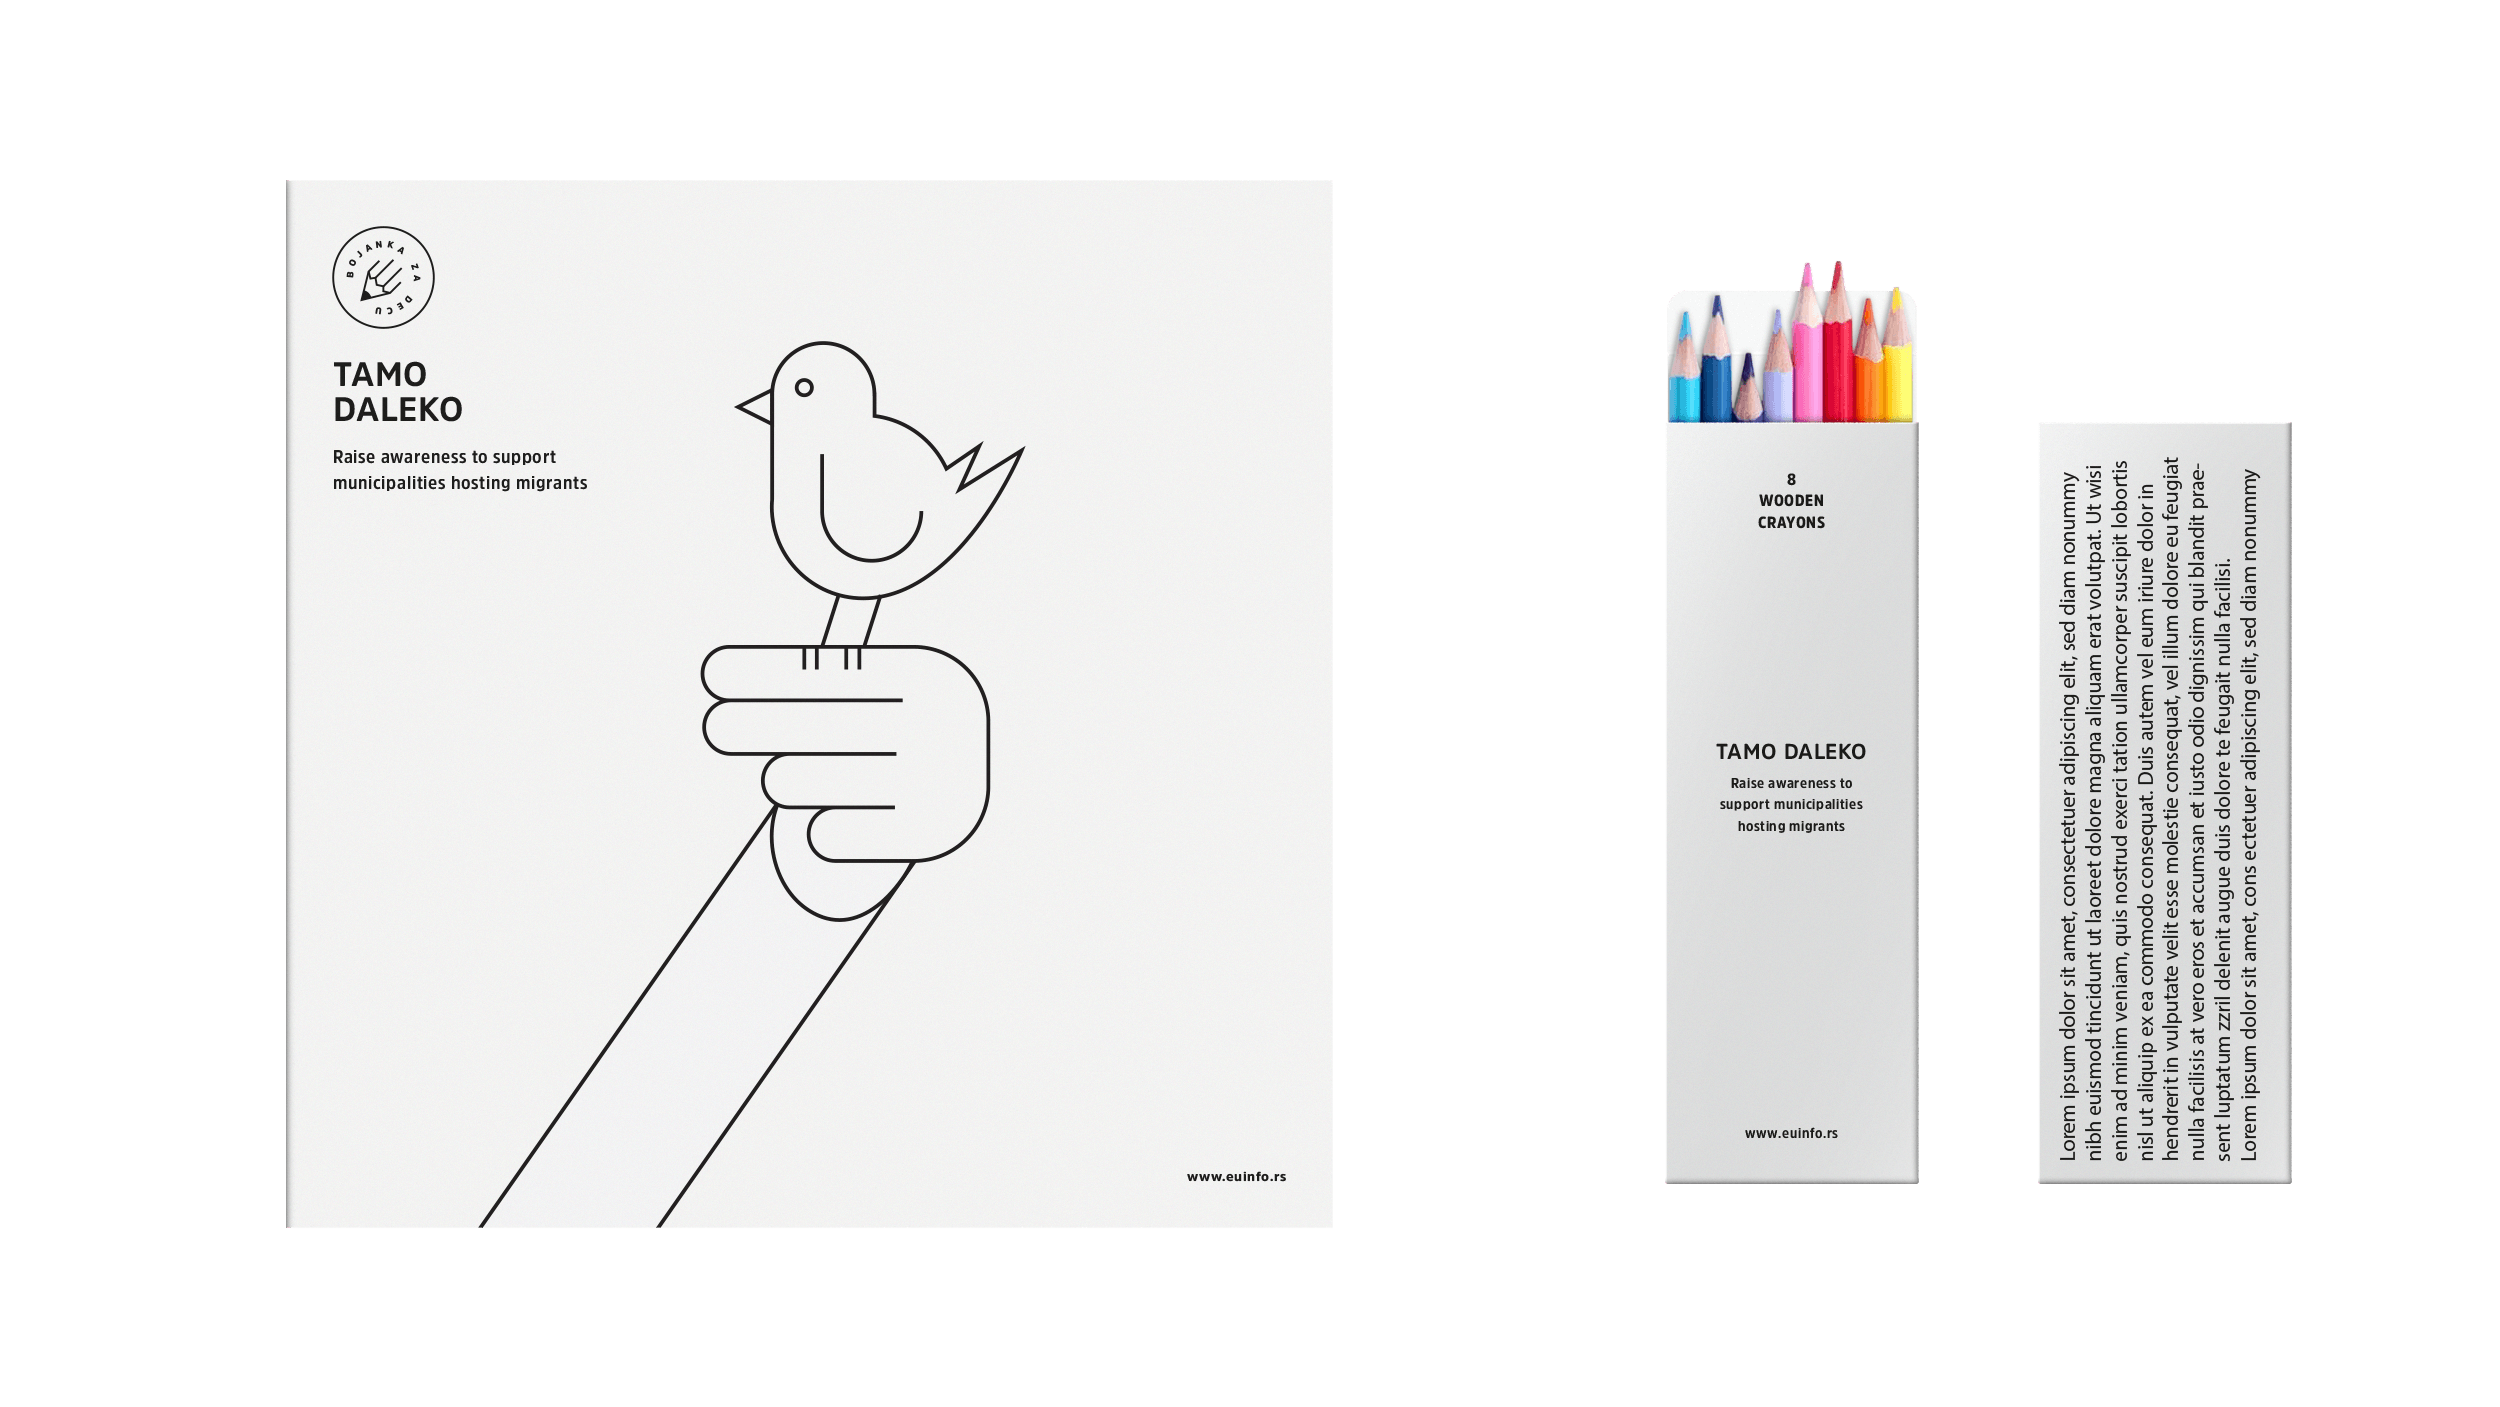 BOJANKA ZA DECU
TAMO
DALEKO
Raise awareness to support
municipalities hosting migrants
www.euinfo.rs
8
WOODEN
CRAYONS
TAMO DALEKO
Raise awareness to
support municipalities
hosting migrants
www.euinfo.rs
Lorem ipsum dolor sit amet, consectetuer adipiscing elit, sed diam nonummy
nibh euismod tincidunt ut laoreet dolore magna aliquam erat volutpat. Ut wisi
enim ad minim veniam, quis nostrud exerci tation ullamcorper suscipit lobortis
nisl ut aliquip ex ea commodo consequat. Duis autem vel eum iriure dolor in
hendrerit in vulputate velit esse molestie consequat, vel illum dolore eu feugiat
nulla facilisis at vero eros et accumsan et iusto odio dignissim qui blandit prae-
sent luptatum zzril delenit augue duis dolore te feugait nulla facilisi.
Lorem ipsum dolor sit amet, cons ectetuer adipiscing elit, sed diam nonummy